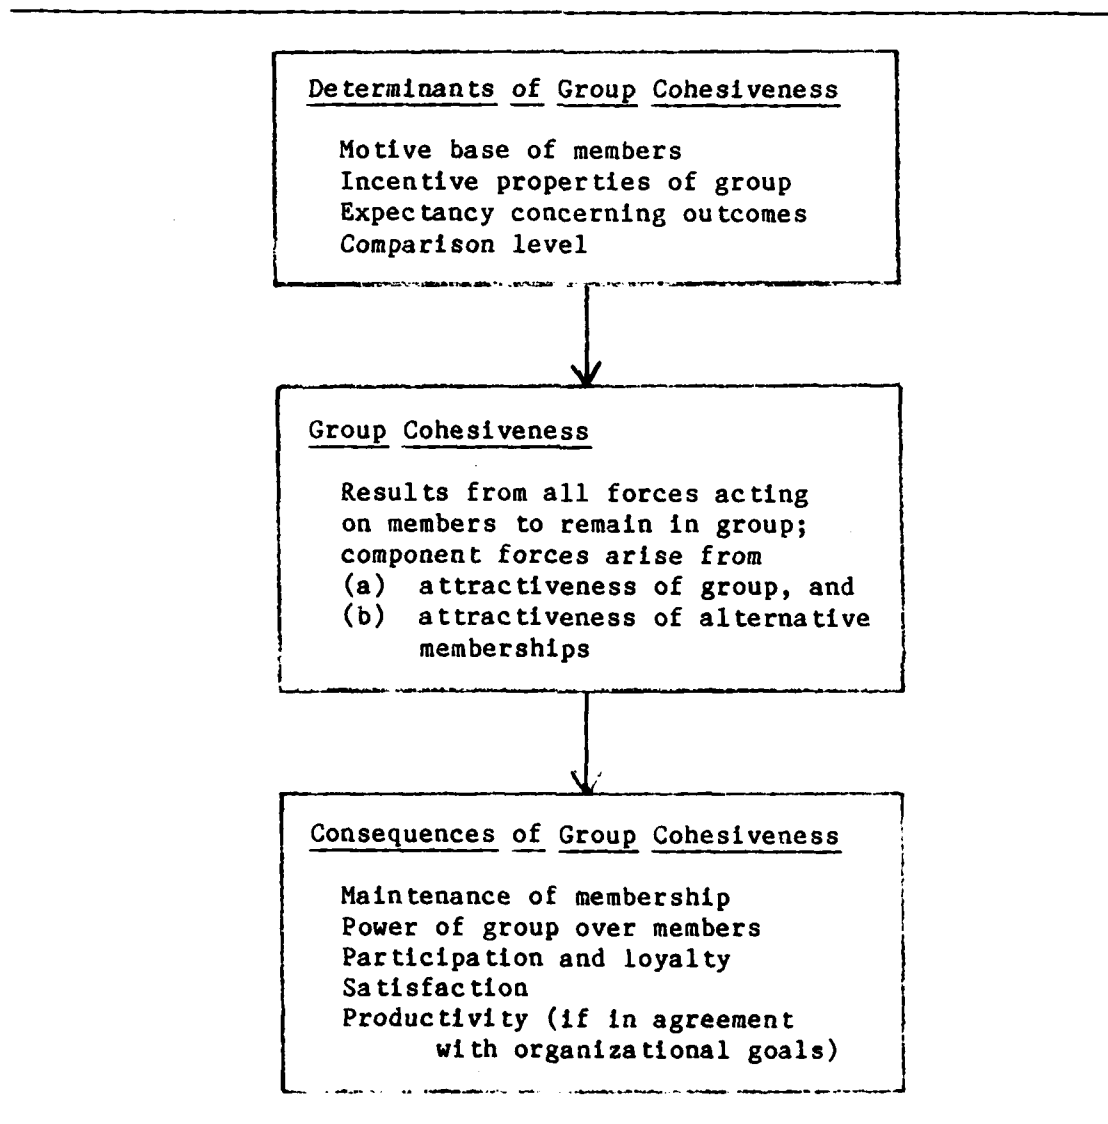 Determinants of Group Cohesiveness
Motive base of members
Incentive properties of group
Expectancy concerning outcomes
Comparison level
Group Cohesiveness
Results from all forces acting
on members to remain in group;
component forces arise from
(a) attractiveness of group, and
(b) attractiveness of alternative
memberships
Consequences of Group Cohesiveness
Maintenance of membership
Power of group over members
Participation and loyalty
Satisfaction
Productivity (if in agreement
with organizational goals)